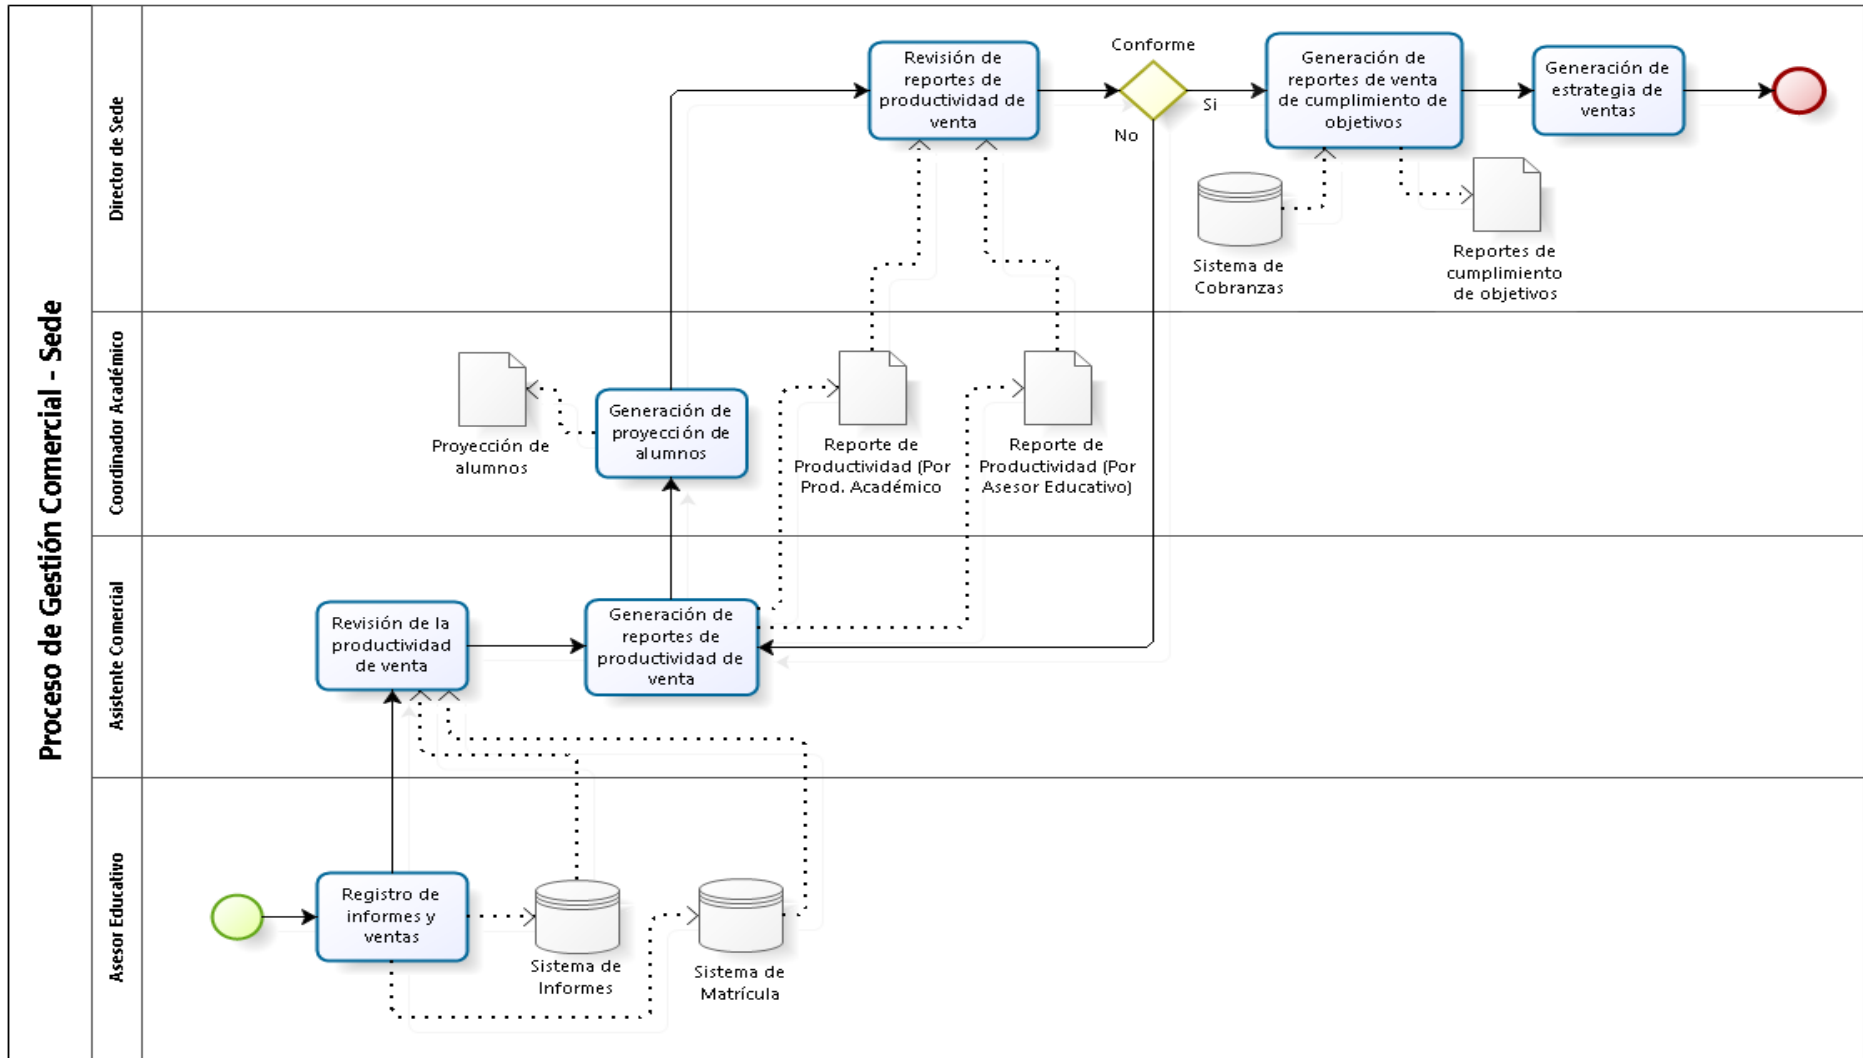 Proceso de Gestión Comercial - Sede
Director de Sede
Revisión de
reportes de
productividad de
venta
Conforme
Si
No
Generación de
reportes de venta
de cumplimiento de
objetivos
Generación de
estrategia de
ventas
Sistema de
Cobranzas
Reportes de
cumplimiento
de objetivos
Coordinador Académico
Proyección de
alumnos
Generación de
proyección de
alumnos
Reporte de
Productividad (Por
Prod. Académico
Reporte de
Productividad (Por
Asesor Educativo)
Asistente Comercial
Revisión de la
productividad
de venta
Generación de
reportes de
productividad de
venta
Asesor Educativo
Registro de
informes y
ventas
Sistema de
Informes
Sistema de
Matrícula